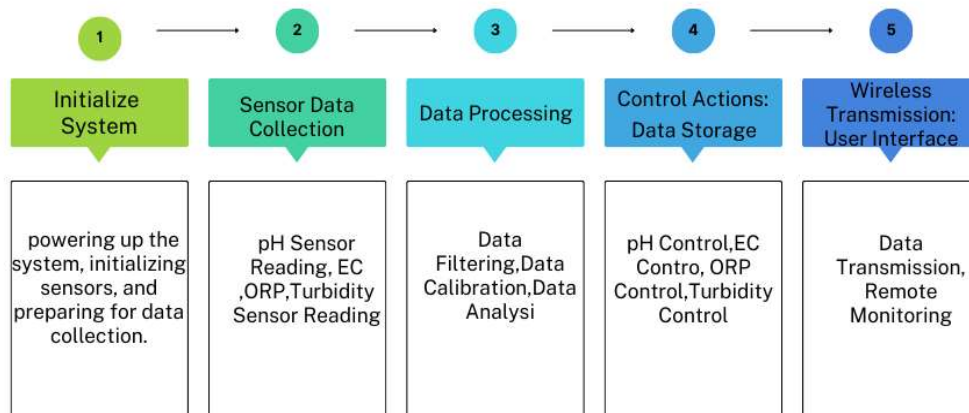 1
2
3
4
5
Initialize
System
Sensor Data
Collection
Data Processing
Control Actions:
Data Storage
Wireless
Transmission:
User Interface
powering up the
system, initializing
sensors, and
preparing for data
collection.
pH Sensor
Reading, EC
,ORP,Turbidity
Sensor Reading
Data
Filtering,Data
Calibration,Data
Analysi
pH Control,EC
Contro, ORP
Control,Turbidity
Control
Data
Transmission,
Remote
Monitoring